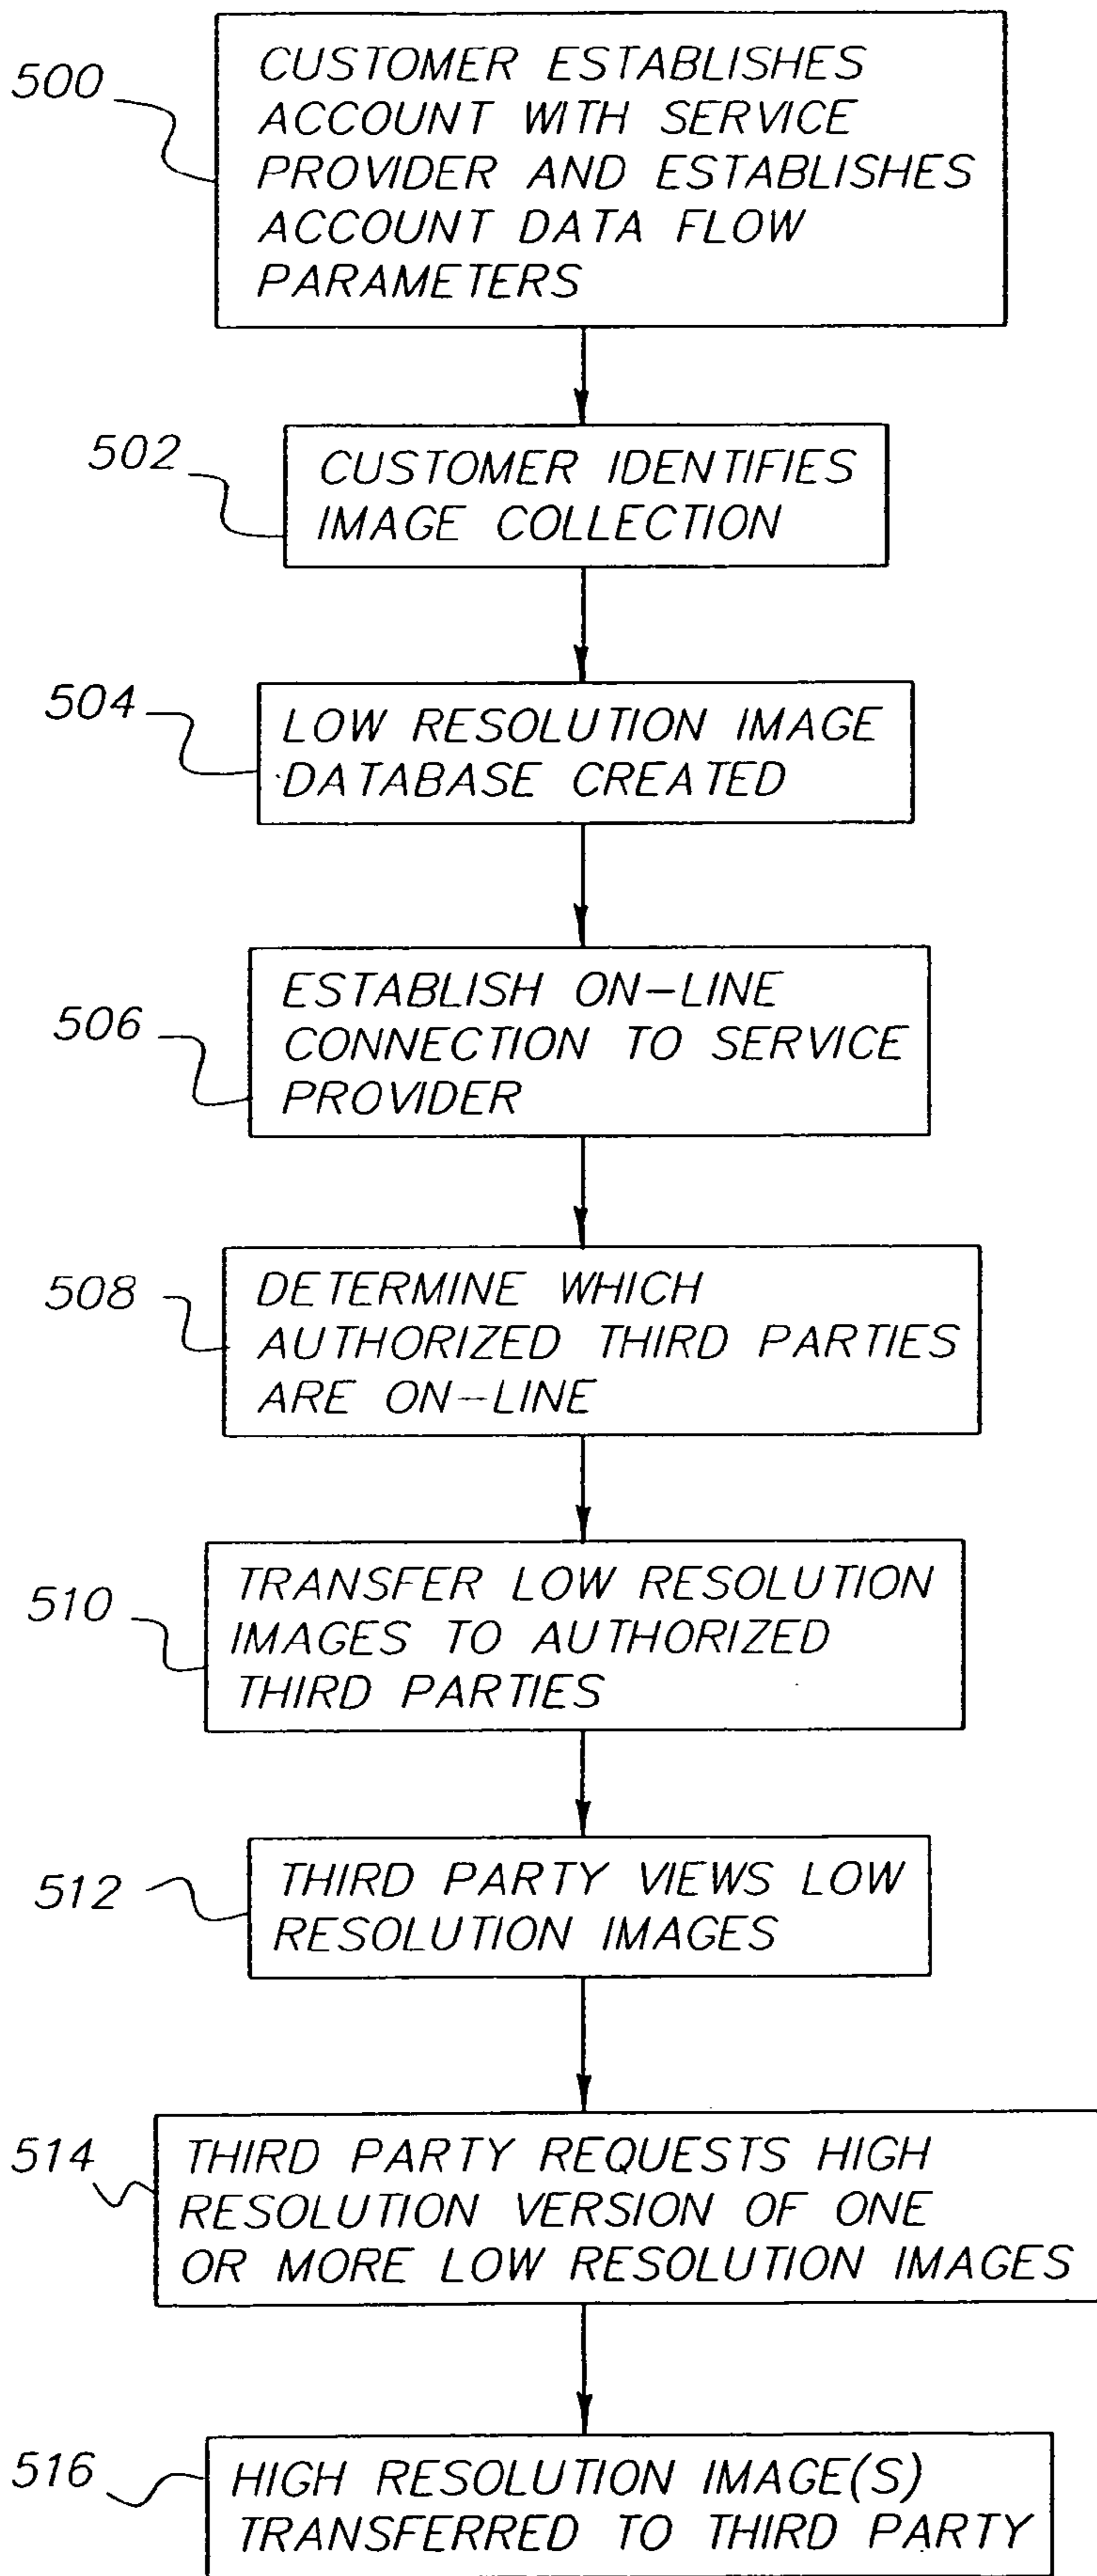 500
CUSTOMER ESTABLISHES
ACCOUNT WITH SERVICE
PROVIDER AND ESTABLISHES
ACCOUNT DATA FLOW
PARAMETERS
502
CUSTOMER IDENTIFIES
IMAGE COLLECTION
504
LOW RESOLUTION IMAGE
DATABASE CREATED
506
ESTABLISH ON-LINE
CONNECTION TO SERVICE
PROVIDER
508
DETERMINE WHICH
AUTHORIZED THIRD PARTIES
ARE ON-LINE
510
TRANSFER LOW RESOLUTION
IMAGES TO AUTHORIZED
THIRD PARTIES
512
THIRD PARTY VIEWS LOW
RESOLUTION IMAGES
514
THIRD PARTY REQUESTS HIGH
RESOLUTION VERSION OF ONE
OR MORE LOW RESOLUTION IMAGES
516
HIGH RESOLUTION IMAGE(S)
TRANSFERRED TO THIRD PARTY